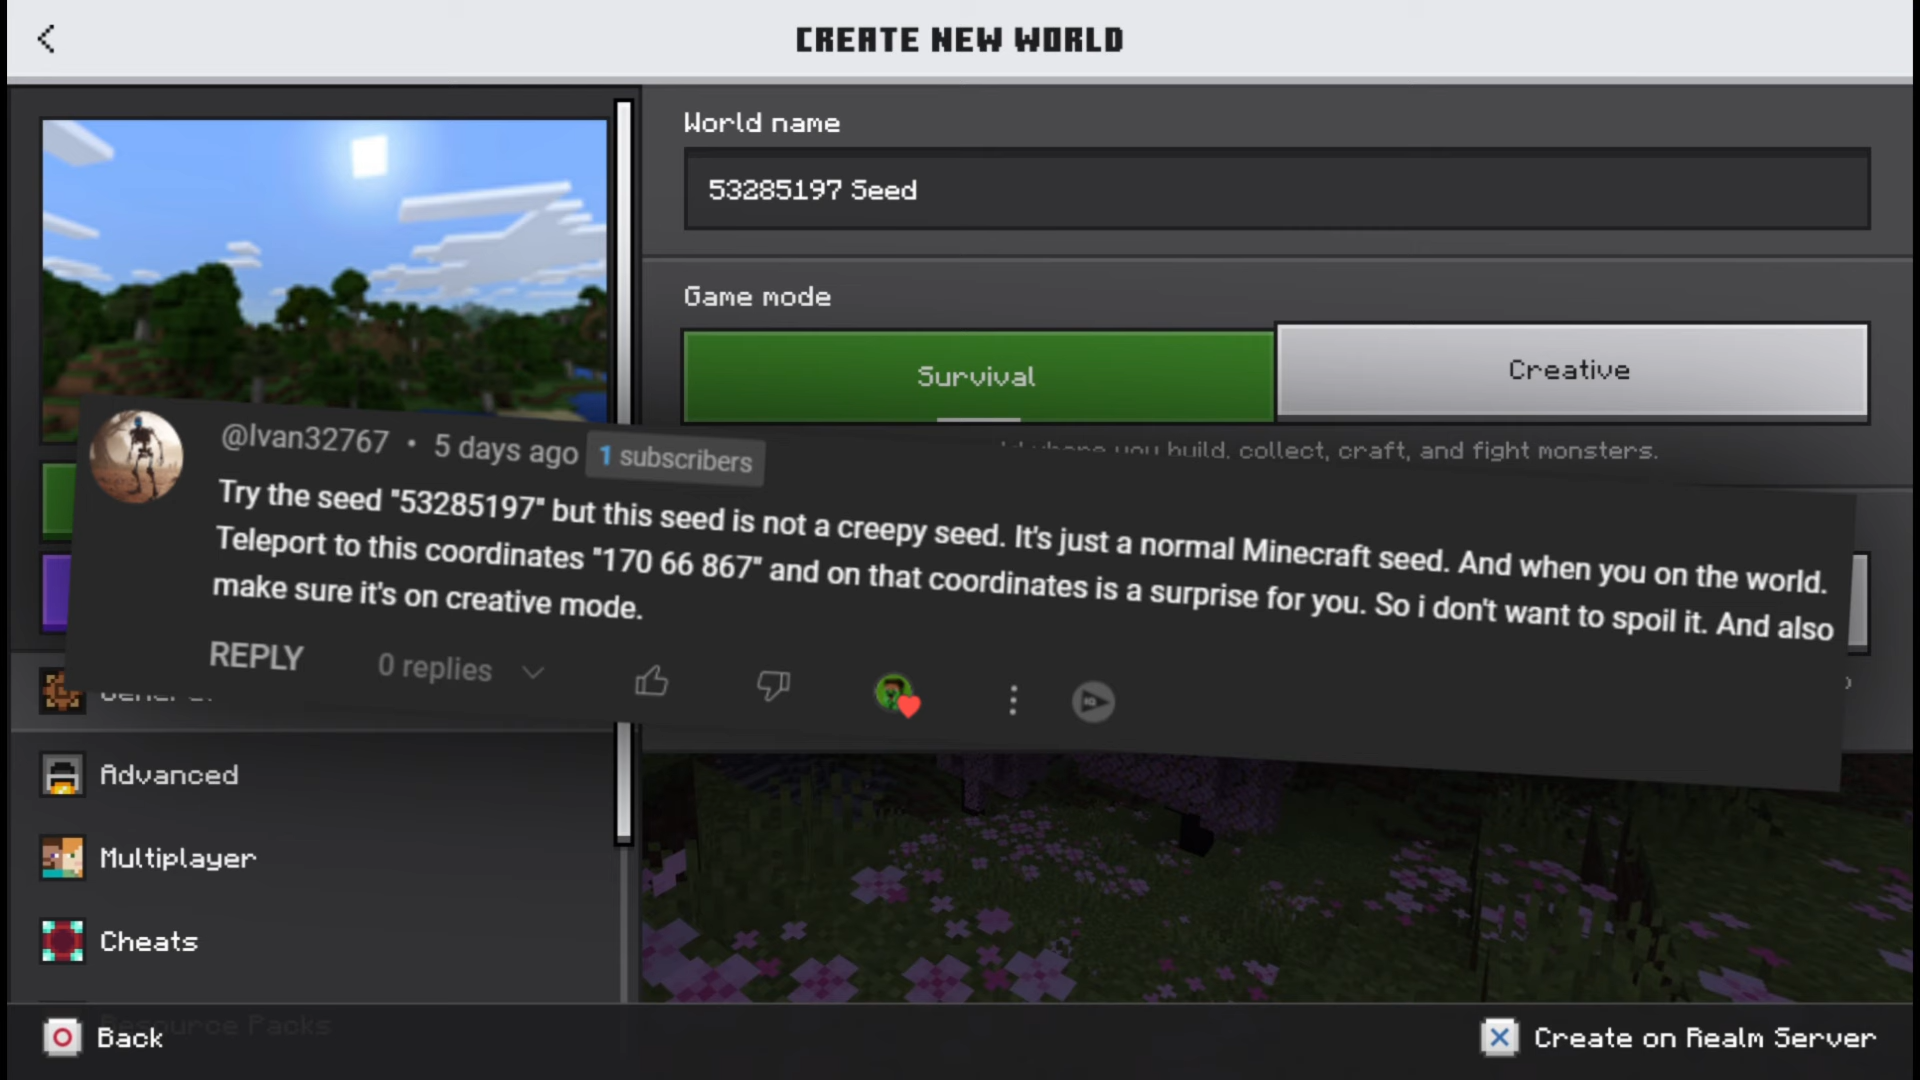 CREATE NEW WORLD
World name
53285197 Seed
Game mode
Survival
Creative
you build, collect, craft, and fight monsters.
@Ivan32767 • 5 days ago 1 subscribers
Try the seed "53285197" but this seed is not a creepy seed. It's just a normal Minecraft seed. And when you on the world.
Teleport to this coordinates "170 66 867" and on that coordinates is a surprise for you. So i don't want to spoil it. And also
make sure it's on creative mode.
REPLY
0 replies
Advanced
Multiplayer
Cheats
Resource Packs
Back
Create on Realm Server